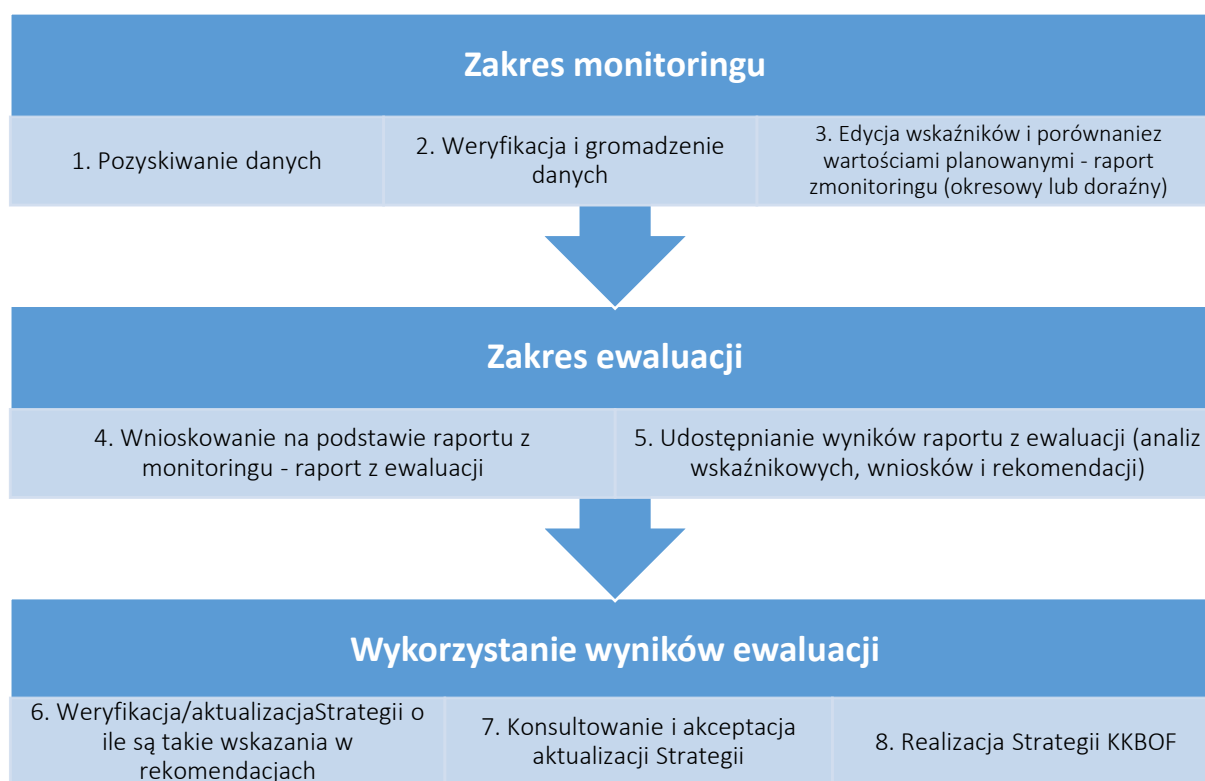 Zakres monitoringu
1. Pozyskiwanie danych
2. Weryfikacja i gromadzenie
danych
3. Edycja wskaźników i porównaniez
wartościami planowanymi - raport
zmonitoringu (okresowy lub doraźny)
Zakres ewaluacji
4. Wnioskowanie na podstawie raportu z
monitoringu - raport z ewaluacji
5. Udostępnianie wyników raportu z ewaluacji (analiz
wskaźnikowych, wniosków i rekomendacji)
Wykorzystanie wyników ewaluacji
6. Weryfikacja/aktualizacjaStrategii o
ile są takie wskazania w
rekomendacjach
7. Konsultowanie i akceptacja
aktualizacji Strategii
8. Realizacja Strategii KKBOF